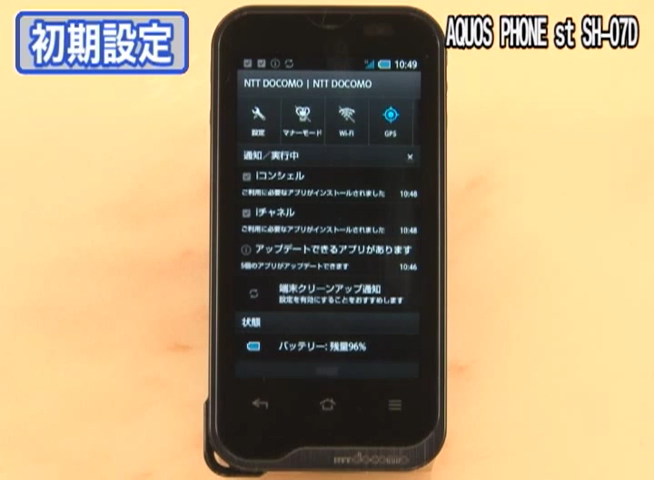 初期設定
AQUOS PHONE st SH-07D
10:49
NTT DOCOMO | NTT DOCOMO
設定
マナーモード
Wi-Fi
GPS
通知/実行中
iコンシェル
ご利用に必要なアプリがインストールされました 10:48
iチャネル
ご利用に必要なアプリがインストールされました 10:48
アップデートできるアプリがあります
5個のアプリがアップデートできます 10:46
端末クリーンアップ通知
設定を有効にすることをおすすめします
状態
バッテリー: 残量96%
NTT docomo